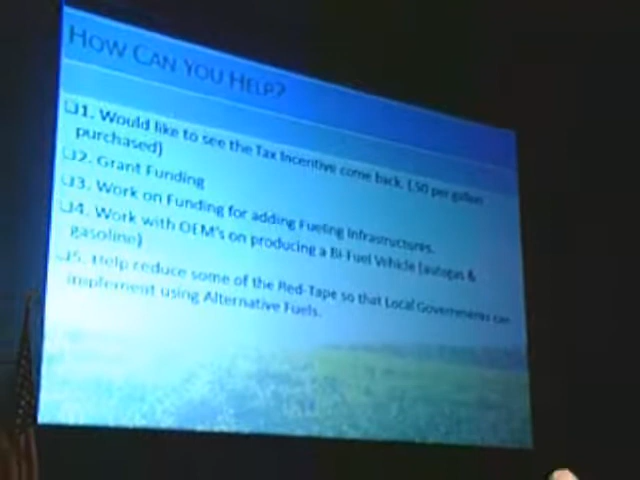 How Can You Help?
1. Would like to see the Tax Incentive come back. (.50 per gallon
purchased)
2. Grant Funding
3. Work on Funding for adding Fueling Infrastructures.
4. Work with OEM's on producing a Bi-Fuel Vehicle (autogas &
gasoline)
5. Help reduce some of the Red-Tape so that Local Governments can
implement using Alternative Fuels.